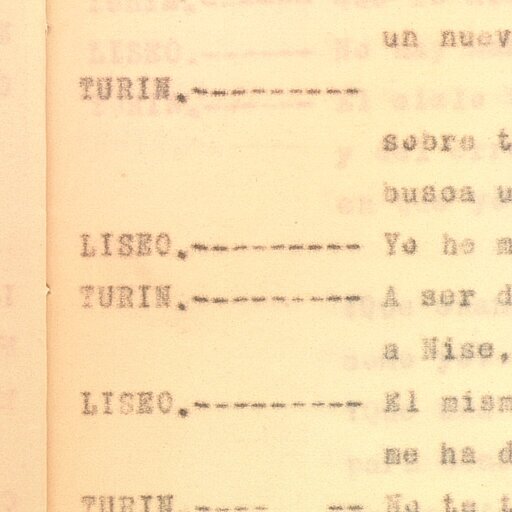 un nuev
TURIN.---------
sobre t
busca u
LISEO.--------- Yo he m
TURIN.--------- A ser d
a Nise,
LISEO.--------- El mism
me ha d
TURIN.---- -- No te t